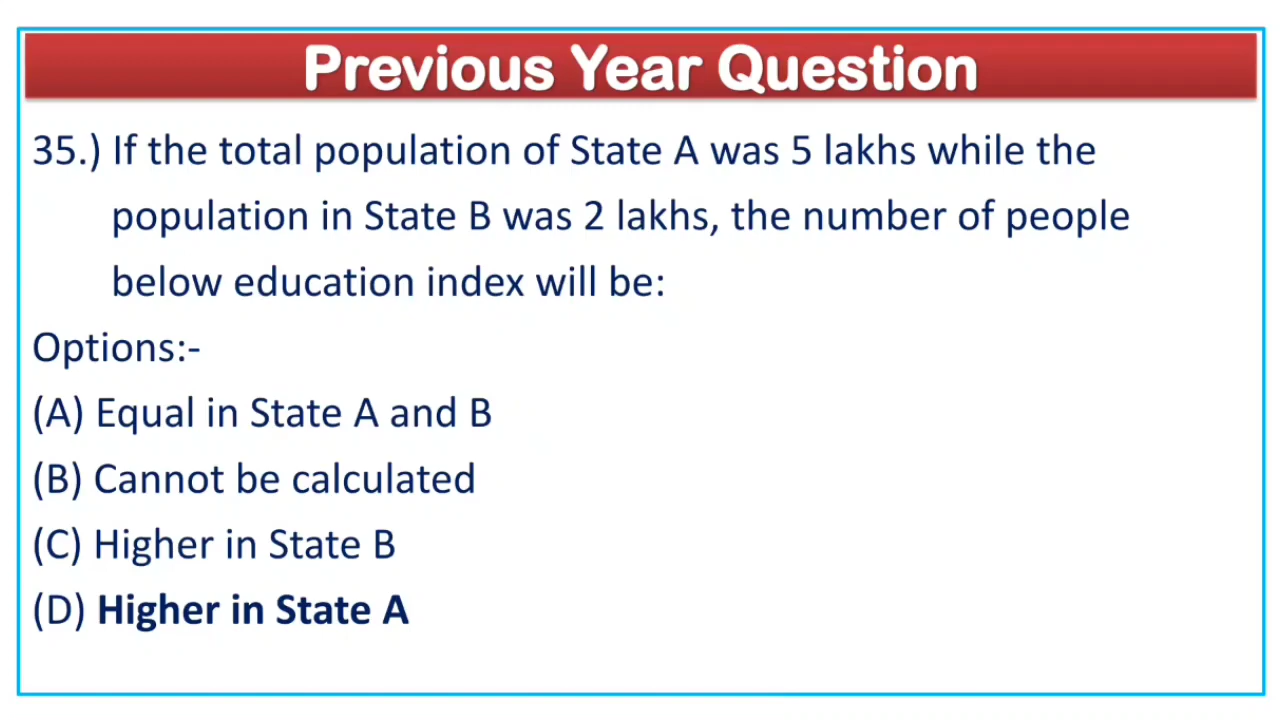 Previous Year Question
35.) If the total population of State A was 5 lakhs while the
population in State B was 2 lakhs, the number of people
below education index will be:
Options:-
(A) Equal in State A and B
(B) Cannot be calculated
(C) Higher in State B
(D) Higher in State A